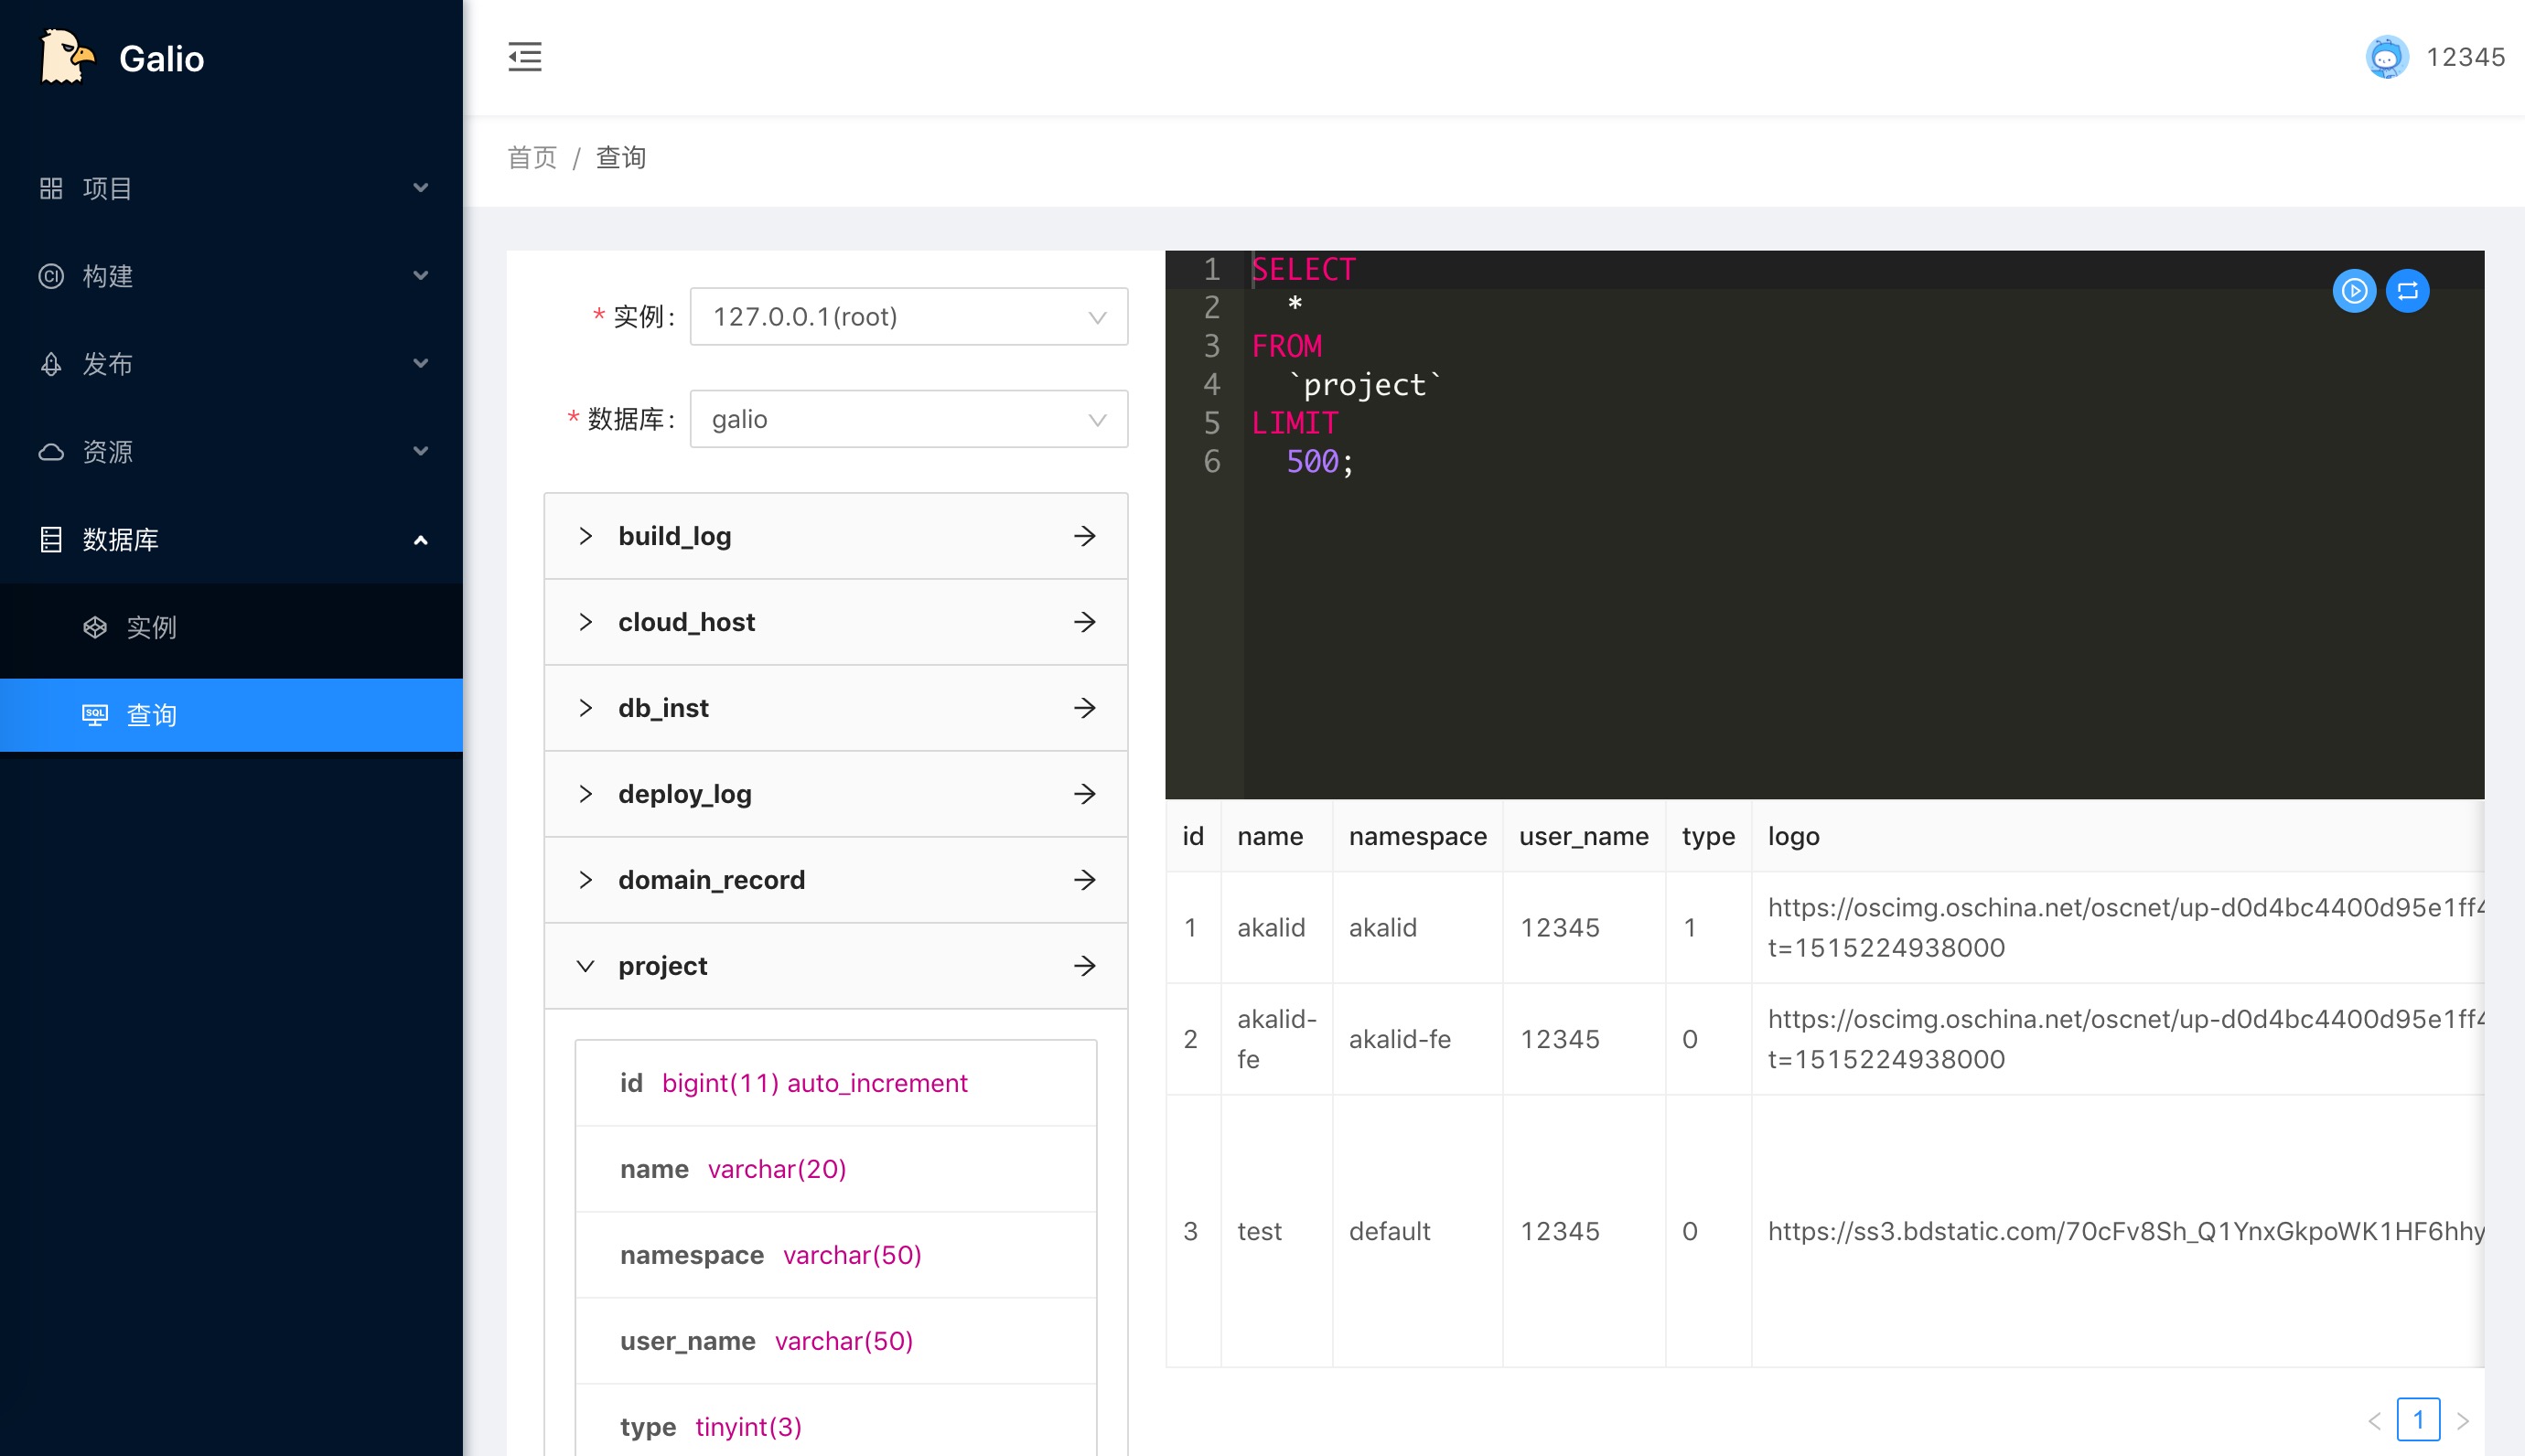 Galio
12345
首页 / 查询
项目
构建
发布
资源
数据库
实例
查询
* 实例:
127.0.0.1(root)
* 数据库:
galio
build_log
cloud_host
db_inst
deploy_log
domain_record
project
id bigint(11) auto_increment
name varchar(20)
namespace varchar(50)
user_name varchar(50)
type tinyint(3)
1 SELECT
2 *
3 FROM
4 `project`
5 LIMIT
6 500;
id name namespace user_name type logo
1 akalid akalid 12345 1 https://oscimg.oschina.net/oscnet/up-d0d4bc4400d95e1ff4
t=1515224938000
2 akalid-fe akalid-fe 12345 0 https://oscimg.oschina.net/oscnet/up-d0d4bc4400d95e1ff4
t=1515224938000
3 test default 12345 0 https://ss3.bdstatic.com/70cFv8Sh_Q1YnxGkpoWK1HF6hhy
< 1 >